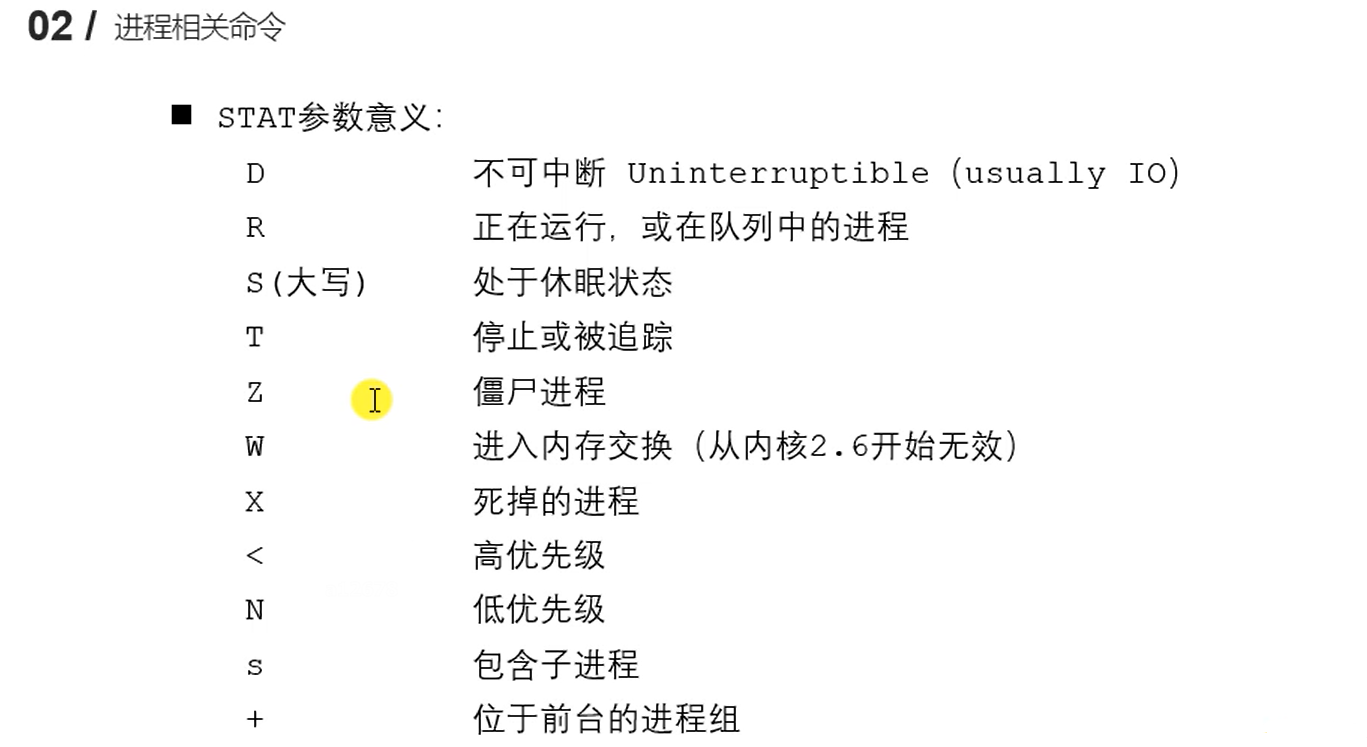 02 / 进程相关命令
■ STAT参数意义：
D 不可中断 Uninterruptible（usually IO）
R 正在运行，或在队列中的进程
S(大写) 处于休眠状态
T 停止或被追踪
Z 僵尸进程
W 进入内存交换（从内核2.6开始无效）
X 死掉的进程
< 高优先级
N 低优先级
s 包含子进程
+ 位于前台的进程组